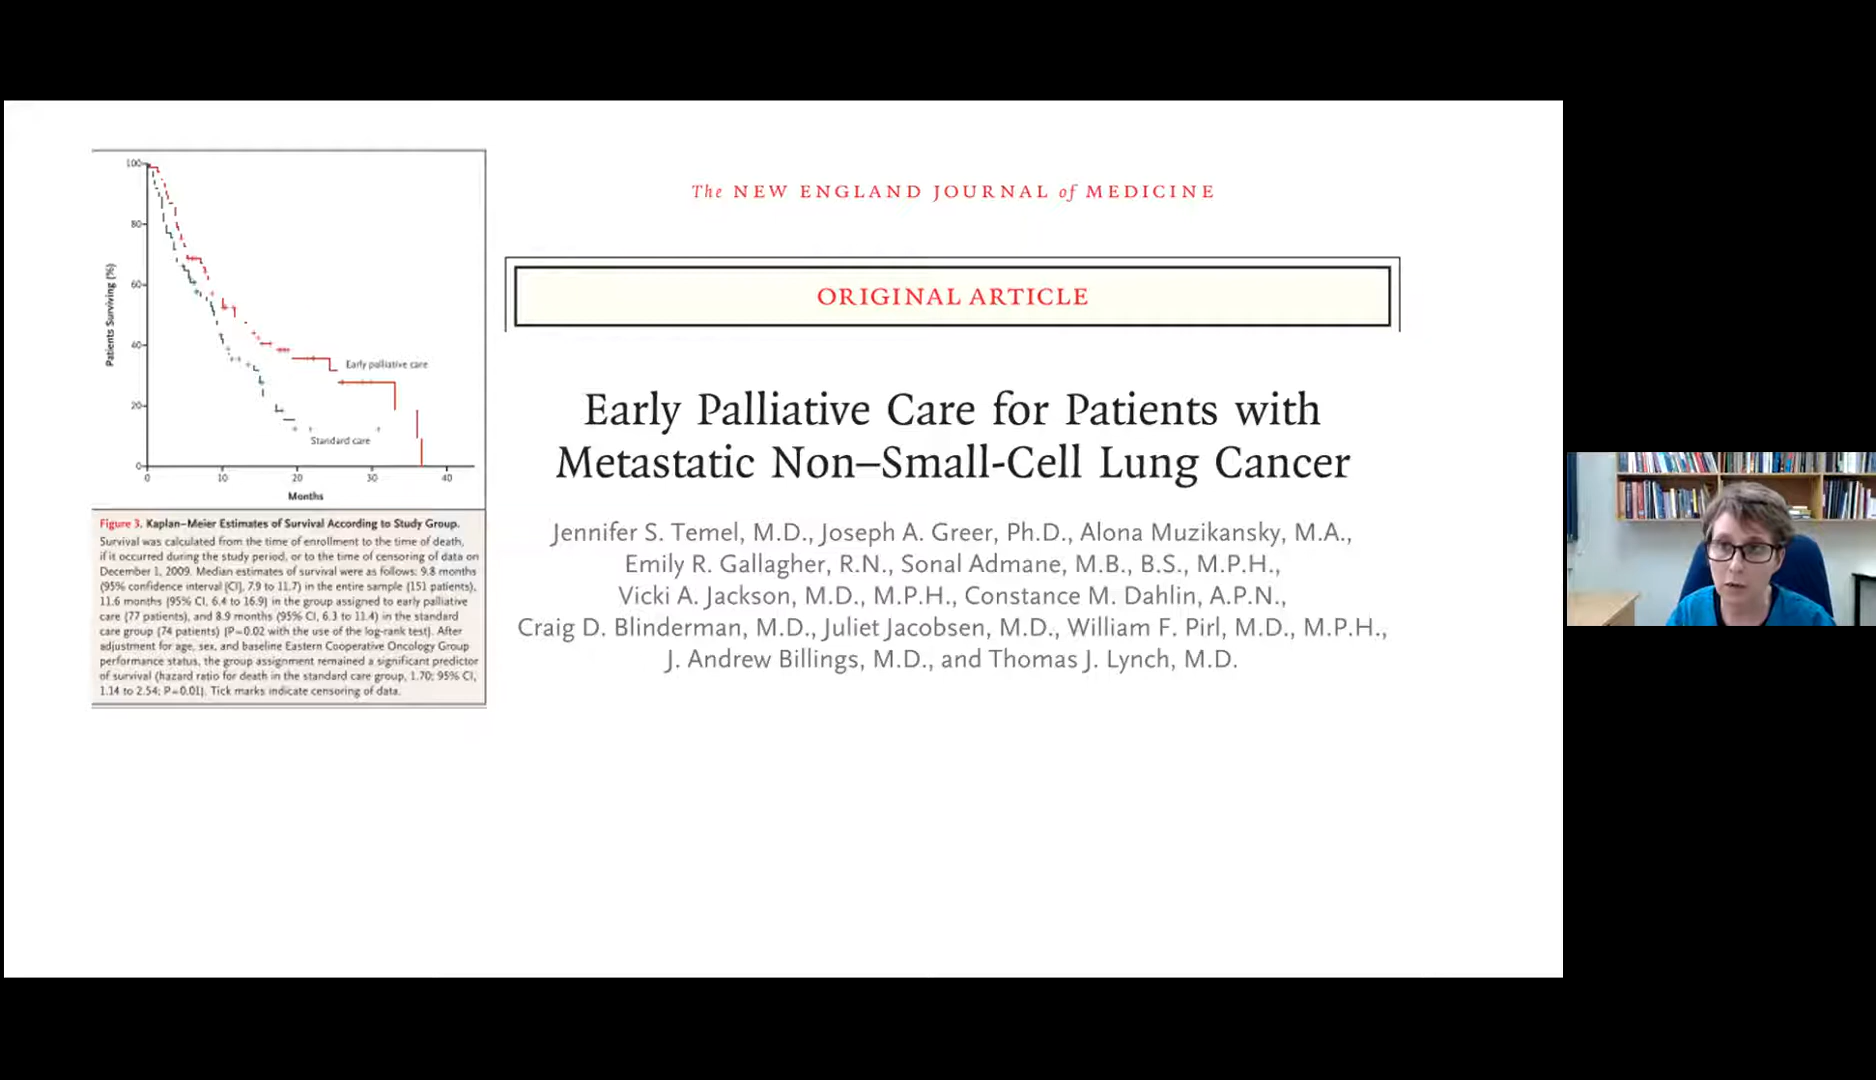 100
80
60
40
20
0
Patients Surviving (%)
Early palliative care
Standard care
0 10 20 30 40
Months
Figure 3. Kaplan–Meier Estimates of Survival According to Study Group.
Survival was calculated from the time of enrollment to the time of death,
if it occurred during the study period, or to the time of censoring of data on
December 1, 2009. Median estimates of survival were as follows: 9.8 months
(95% confidence interval [CI], 7.9 to 11.7) in the entire sample (151 patients),
11.6 months (95% CI, 6.4 to 16.9) in the group assigned to early palliative
care (77 patients), and 8.9 months (95% CI, 6.3 to 11.4) in the standard
care group (74 patients) (P=0.02 with the use of the log-rank test). After
adjustment for age, sex, and baseline Eastern Cooperative Oncology Group
performance status, the group assignment remained a significant predictor
of survival (hazard ratio for death in the standard care group, 1.70; 95% CI,
1.14 to 2.54; P=0.01). Tick marks indicate censoring of data.
The NEW ENGLAND JOURNAL of MEDICINE
ORIGINAL ARTICLE
Early Palliative Care for Patients with
Metastatic Non–Small-Cell Lung Cancer
Jennifer S. Temel, M.D., Joseph A. Greer, Ph.D., Alona Muzikansky, M.A.,
Emily R. Gallagher, R.N., Sonal Admane, M.B., B.S., M.P.H.,
Vicki A. Jackson, M.D., M.P.H., Constance M. Dahlin, A.P.N.,
Craig D. Blinderman, M.D., Juliet Jacobsen, M.D., William F. Pirl, M.D., M.P.H.,
J. Andrew Billings, M.D., and Thomas J. Lynch, M.D.